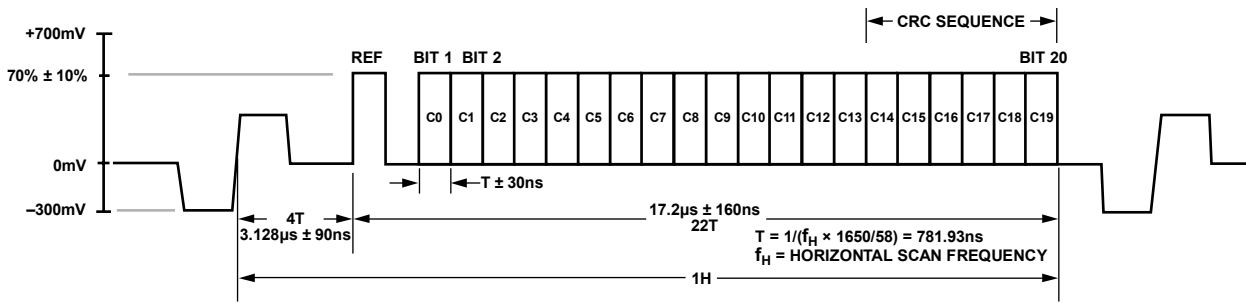 CRC SEQUENCE
+700mV
70% ± 10%
REF
BIT 1
BIT 2
BIT 20
C0
C1
C2
C3
C4
C5
C6
C7
C8
C9
C10
C11
C12
C13
C14
C15
C16
C17
C18
C19
0mV
–300mV
T ± 30ns
4T
3.128µs ± 90ns
17.2µs ± 160ns
22T
T = 1/(fH × 1650/58) = 781.93ns
fH = HORIZONTAL SCAN FREQUENCY
1H